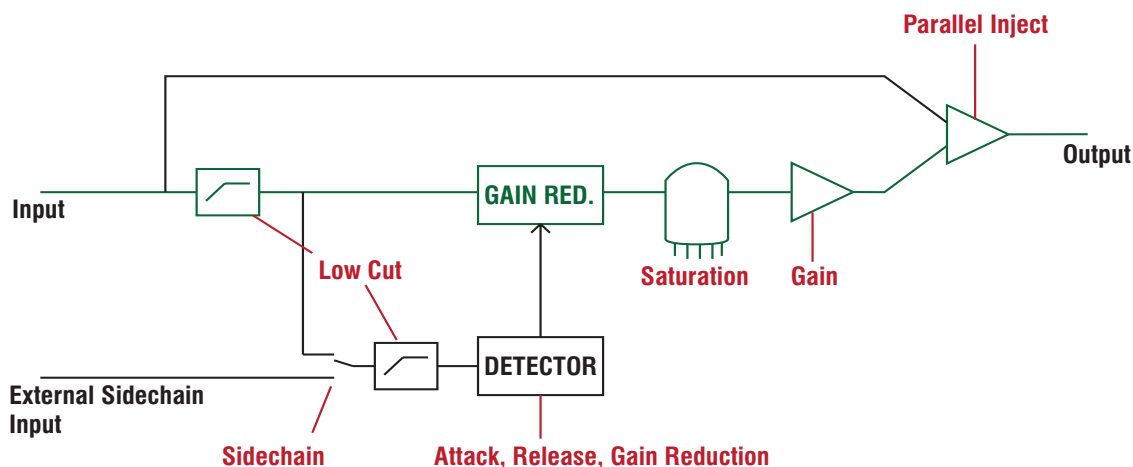 Parallel Inject
Output
Input
GAIN RED.
Low Cut
Saturation
Gain
DETECTOR
External Sidechain
Input
Sidechain
Attack, Release, Gain Reduction